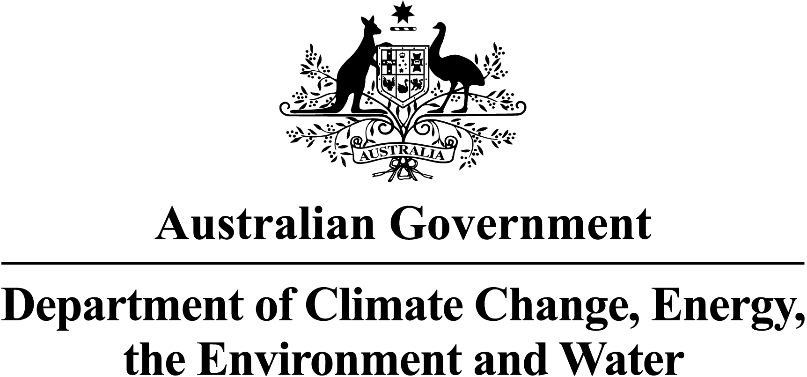 AUSTRALIA
Australian Government
Department of Climate Change, Energy,
the Environment and Water